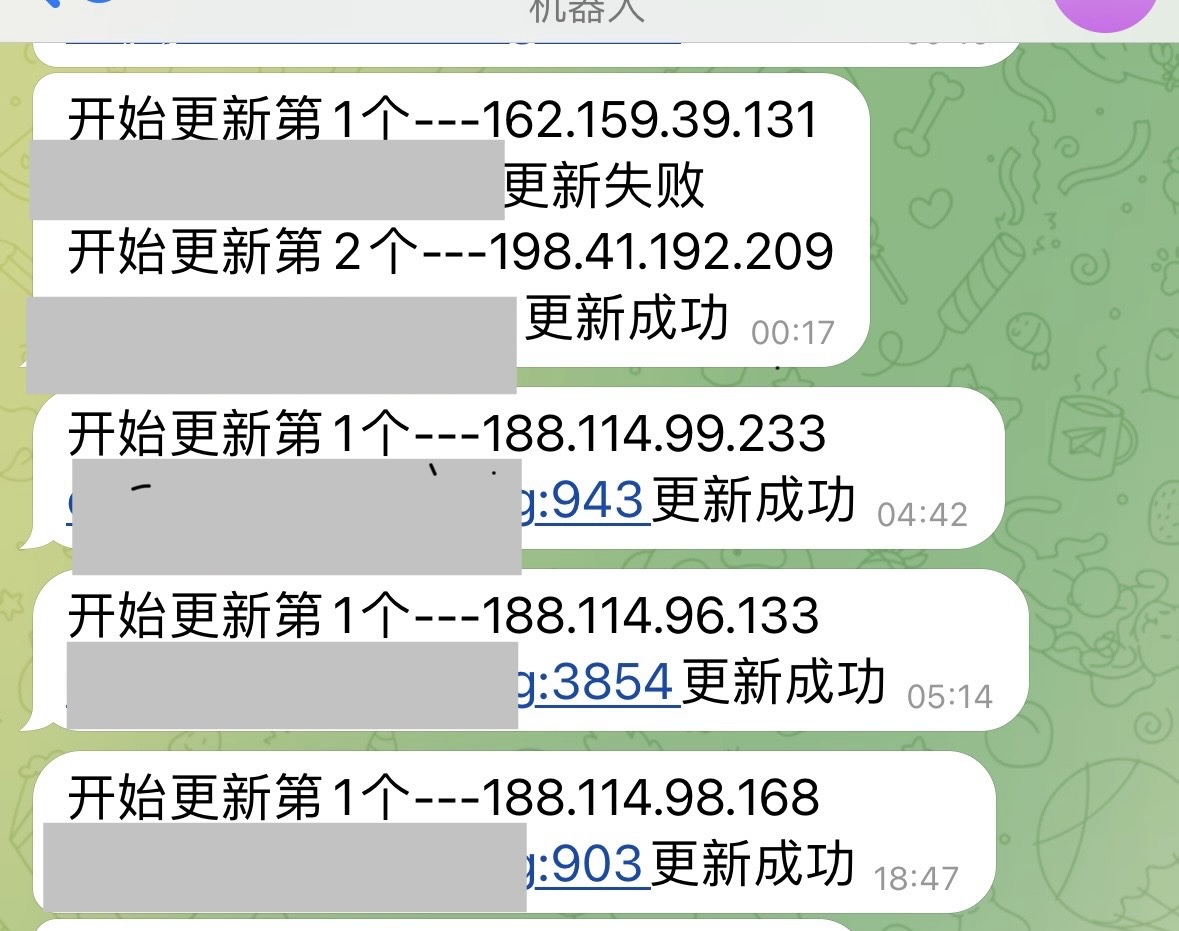 机器人
开始更新第1个---162.159.39.131
更新失败
开始更新第2个---198.41.192.209
更新成功 00:17
开始更新第1个---188.114.99.233
g:943更新成功 04:42
开始更新第1个---188.114.96.133
g:3854更新成功 05:14
开始更新第1个---188.114.98.168
g:903更新成功 18:47